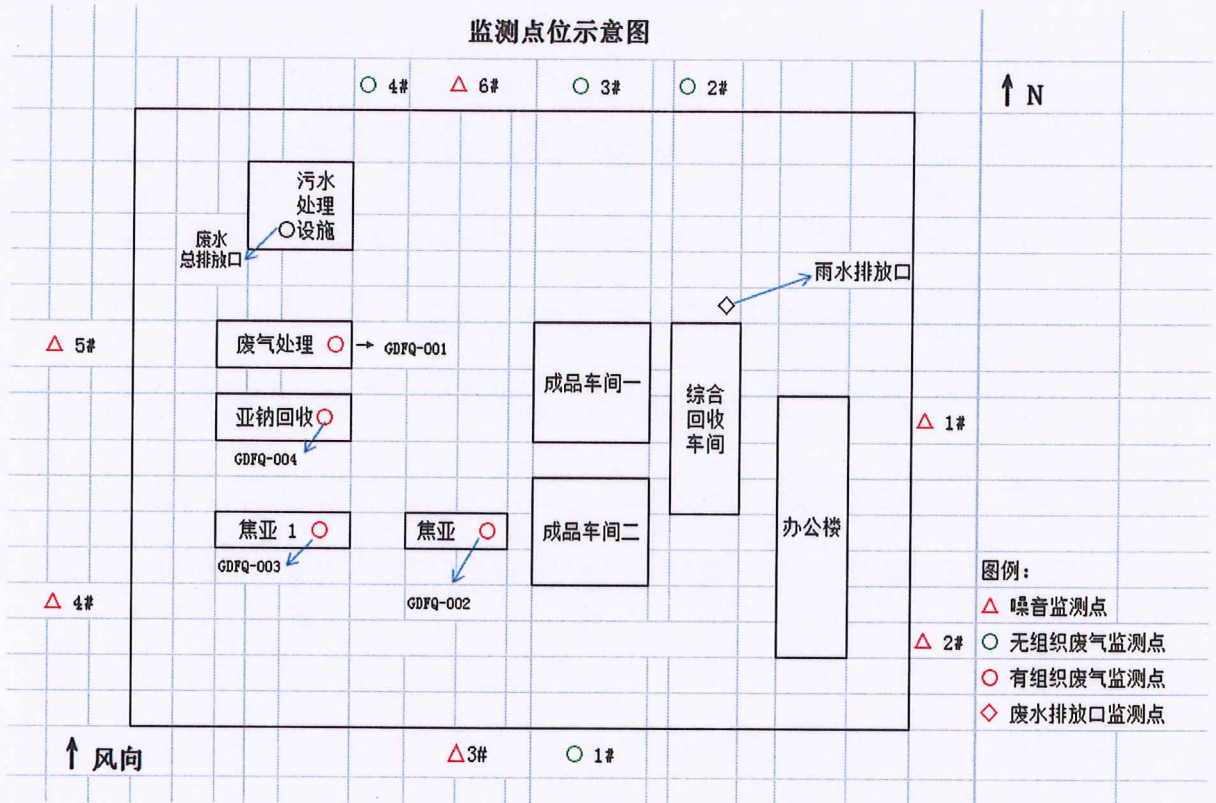 监测点位示意图
4#
6#
3#
2#
N
污水
处理
设施
废水
总排放口
雨水排放口
5#
废气处理
GDFQ-001
成品车间一
综合
回收
车间
亚钠回收
1#
GDFQ-004
焦亚 1
焦亚
成品车间二
办公楼
GDFQ-003
GDFQ-002
4#
2#
图例：
噪音监测点
无组织废气监测点
有组织废气监测点
废水排放口监测点
风向
3#
1#